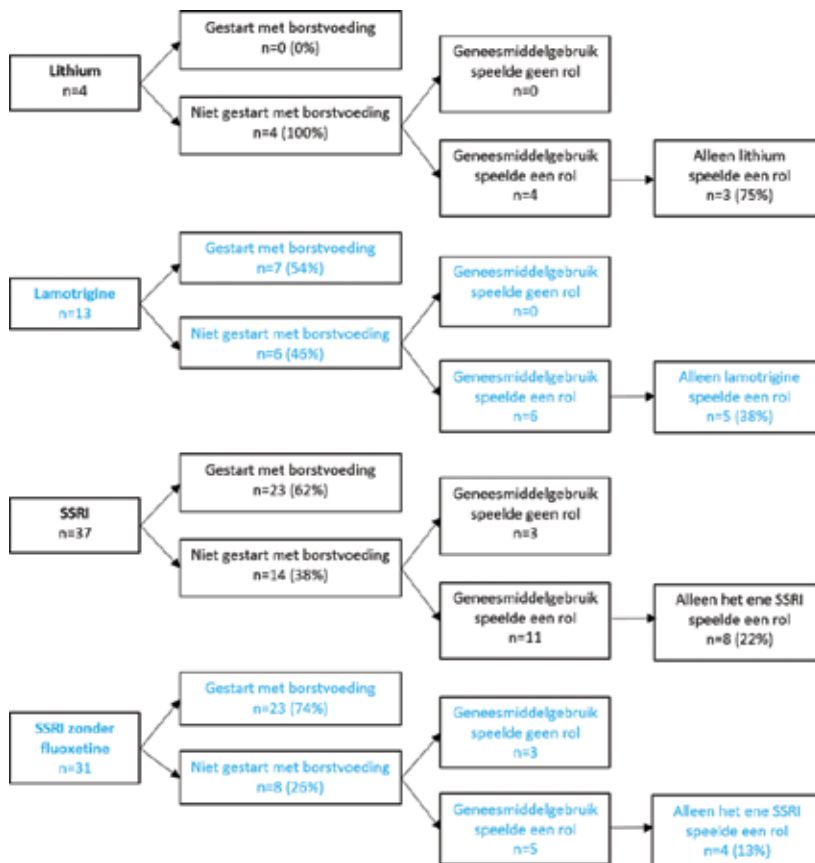 Lithium
n=4
Gestart met borstvoeding
n=0 (0%)
Niet gestart met borstvoeding
n=4 (100%)
Geneesmiddelgebruik
speelde geen rol
n=0
Geneesmiddelgebruik
speelde een rol
n=4
Alleen lithium
speelde een rol
n=3 (75%)
Lamotrigine
n=13
Gestart met borstvoeding
n=7 (54%)
Niet gestart met borstvoeding
n=6 (46%)
Geneesmiddelgebruik
speelde geen rol
n=0
Geneesmiddelgebruik
speelde een rol
n=6
Alleen lamotrigine
speelde een rol
n=5 (38%)
SSRI
n=37
Gestart met borstvoeding
n=23 (62%)
Niet gestart met borstvoeding
n=14 (38%)
Geneesmiddelgebruik
speelde geen rol
n=3
Geneesmiddelgebruik
speelde een rol
n=11
Alleen het ene SSRI
speelde een rol
n=8 (22%)
SSRI zonder
fluoxetine
n=31
Gestart met borstvoeding
n=23 (74%)
Niet gestart met borstvoeding
n=8 (26%)
Geneesmiddelgebruik
speelde geen rol
n=3
Geneesmiddelgebruik
speelde een rol
n=5
Alleen het ene SSRI
speelde een rol
n=4 (13%)